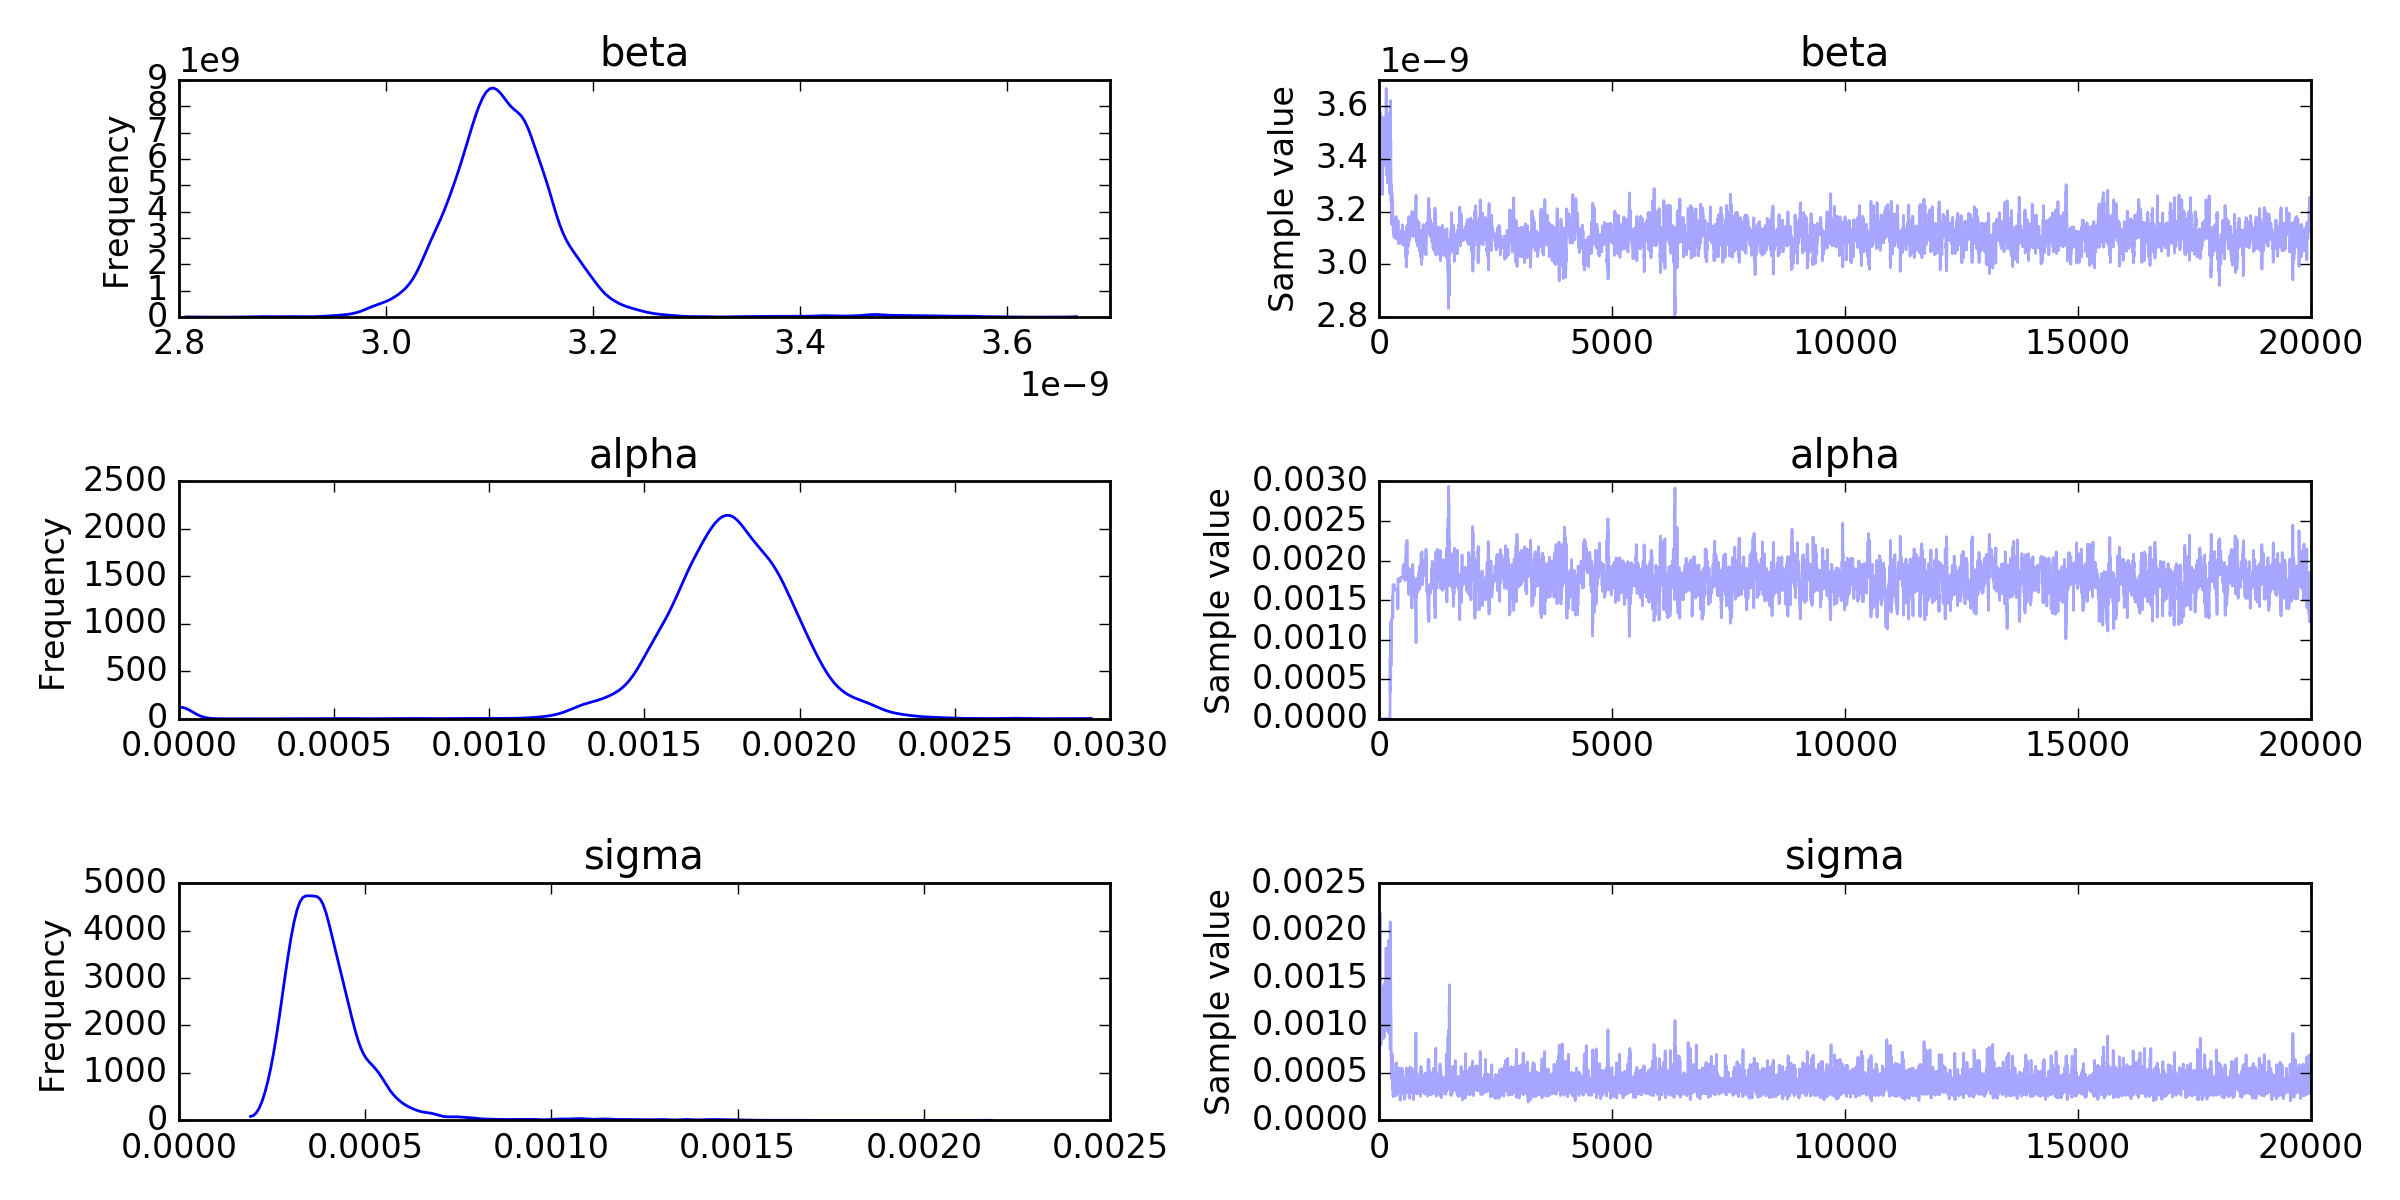 beta
1e9
Frequency
9
8
7
6
5
4
3
2
1
0
2.8 3.0 3.2 3.4 3.6
1e−9
beta
1e−9
Sample value
3.6
3.4
3.2
3.0
2.8
0 5000 10000 15000 20000
alpha
Frequency
2500
2000
1500
1000
500
0
0.0000 0.0005 0.0010 0.0015 0.0020 0.0025 0.0030
alpha
Sample value
0.0030
0.0025
0.0020
0.0015
0.0010
0.0005
0.0000
0 5000 10000 15000 20000
sigma
Frequency
5000
4000
3000
2000
1000
0
0.0000 0.0005 0.0010 0.0015 0.0020 0.0025
sigma
Sample value
0.0025
0.0020
0.0015
0.0010
0.0005
0.0000
0 5000 10000 15000 20000